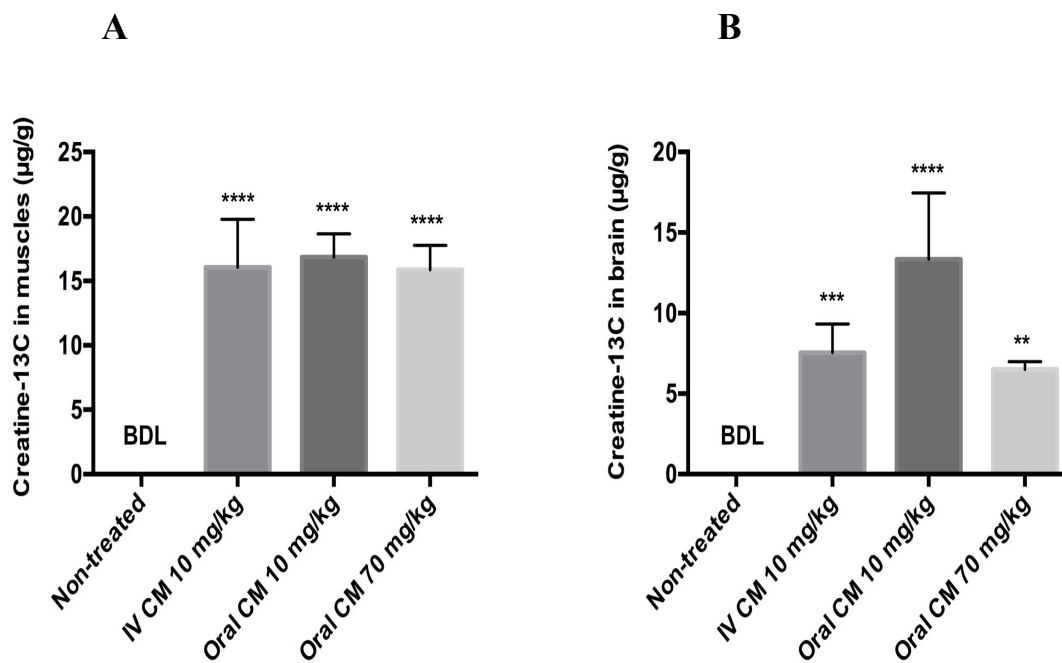 A
Creatine-13C in muscles (µg/g)
25
20
15
10
5
0
BDL
****
****
****
Non-treated
IV CM 10 mg/kg
Oral CM 10 mg/kg
Oral CM 70 mg/kg
B
Creatine-13C in brain (µg/g)
20
15
10
5
0
BDL
***
****
**
Non-treated
IV CM 10 mg/kg
Oral CM 10 mg/kg
Oral CM 70 mg/kg